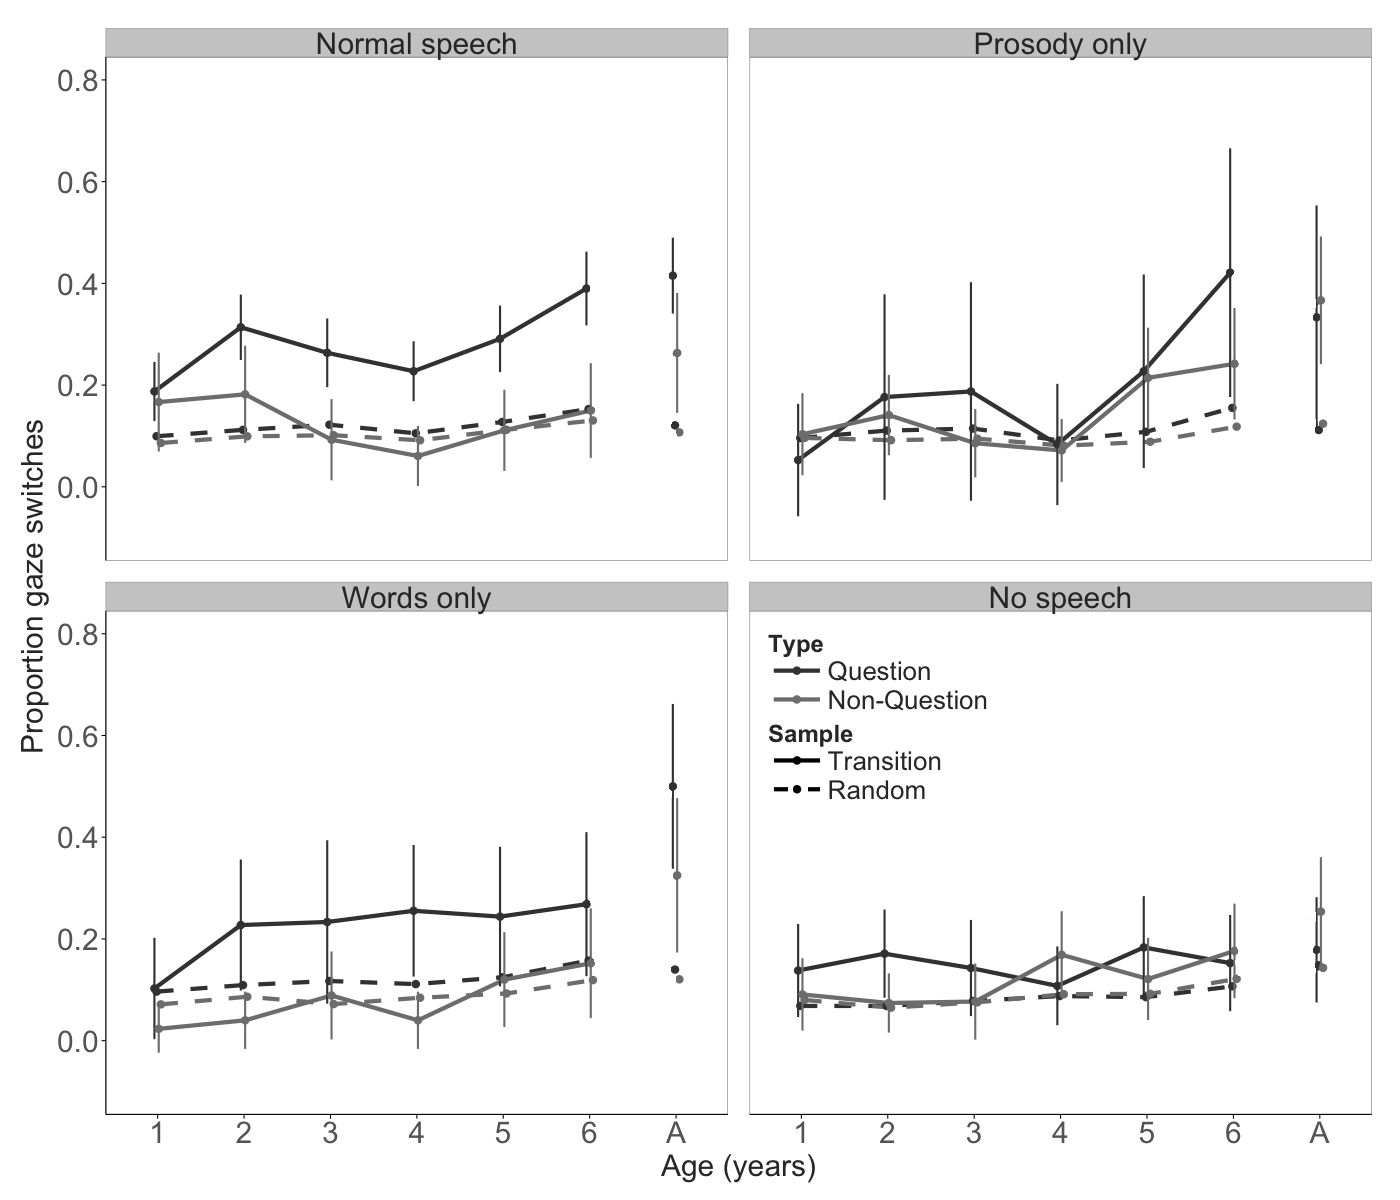 Normal speech
Prosody only
0.8
0.6
0.4
0.2
0.0
Proportion gaze switches
Words only
No speech
0.8
0.6
0.4
0.2
0.0
Type
Question
Non-Question
Sample
Transition
Random
1 2 3 4 5 6 A
1 2 3 4 5 6 A
Age (years)